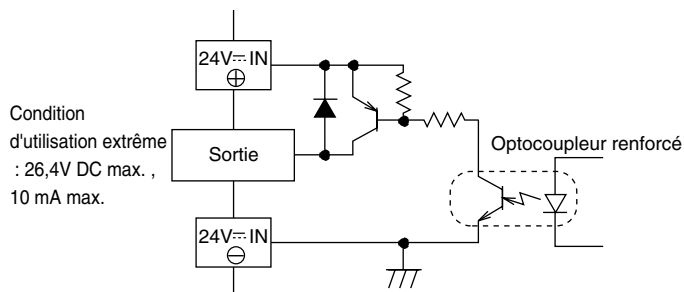 24V⎓ IN
⊕
Condition
d'utilisation extrême
: 26,4V DC max. ,
10 mA max.
Sortie
Optocoupleur renforcé
24V⎓ IN
⊖